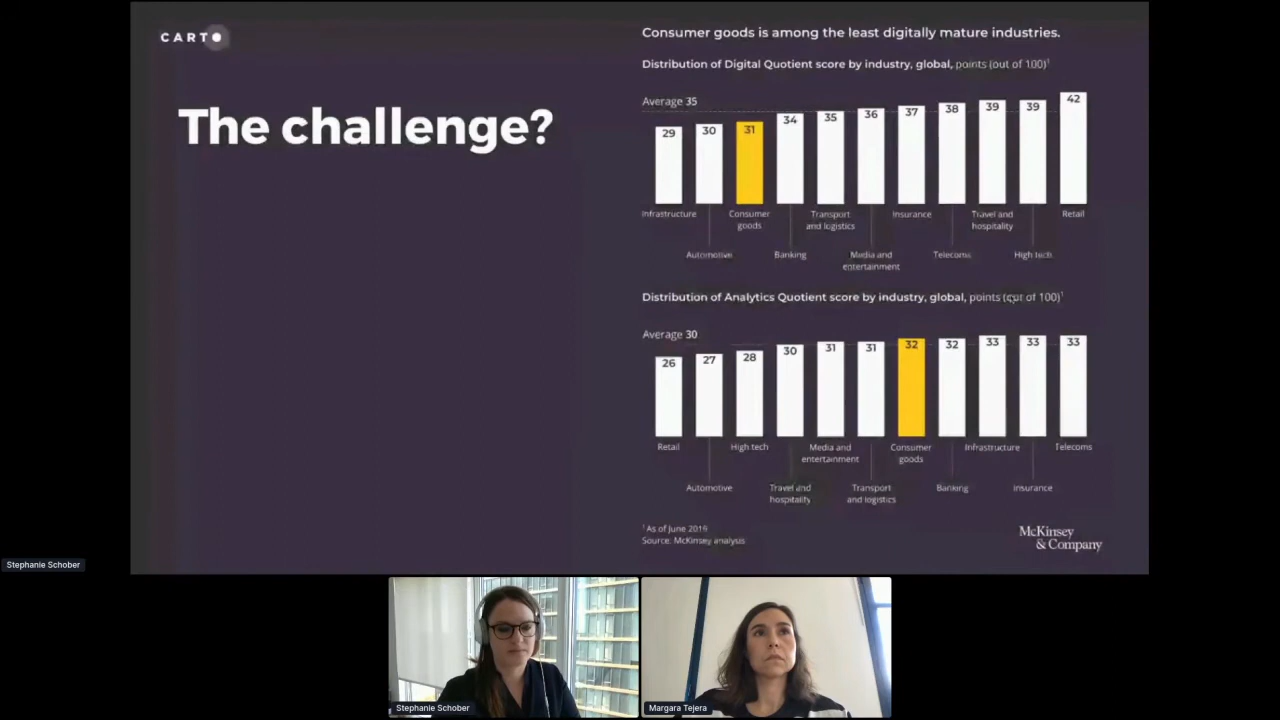 CARTO
The challenge?
Consumer goods is among the least digitally mature industries.
Distribution of Digital Quotient score by industry, global, points (out of 100)¹
Average 35
29 30 31 34 35 36 37 38 39 39 42
Infrastructure Consumer goods Transport and logistics Insurance Travel and hospitality Retail
Automotive Banking Media and entertainment Telecoms High tech
Distribution of Analytics Quotient score by industry, global, points (out of 100)¹
Average 30
26 27 28 30 31 31 32 32 33 33 33
Retail High tech Media and entertainment Consumer goods Infrastructure Telecoms
Automotive Travel and hospitality Transport and logistics Banking Insurance
¹ As of June 2016
Source: McKinsey analysis
McKinsey
& Company
Stephanie Schober
Stephanie Schober
Margara Tejera